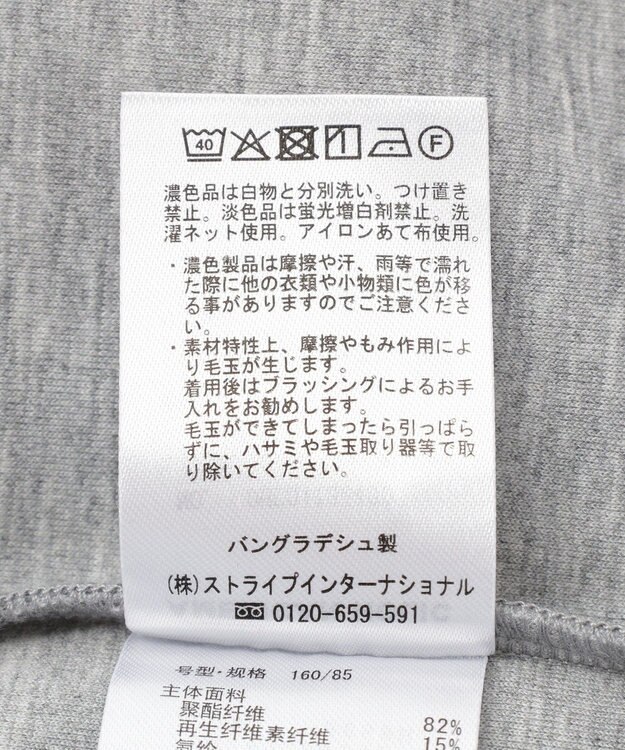 40
F
濃色品は白物と分別洗い。つけ置き
禁止。淡色品は蛍光増白剤禁止。洗
濯ネット使用。アイロンあて布使用。
・濃色製品は摩擦や汗、雨等で濡れ
た際に他の衣類や小物類に色が移
る事がありますのでご注意くださ
い。
・素材特性上、摩擦やもみ作用によ
り毛玉が生じます。
着用後はブラッシングによるお手
入れをお勧めします。
毛玉ができてしまったら引っぱら
ずに、ハサミや毛玉取り器等で取
り除いてください。
バングラデシュ製
(株)ストライプインターナショナル
0120-659-591
号型·规格 160/85
主体面料
聚酯纤维 82%
再生纤维素纤维 15%
氨纶